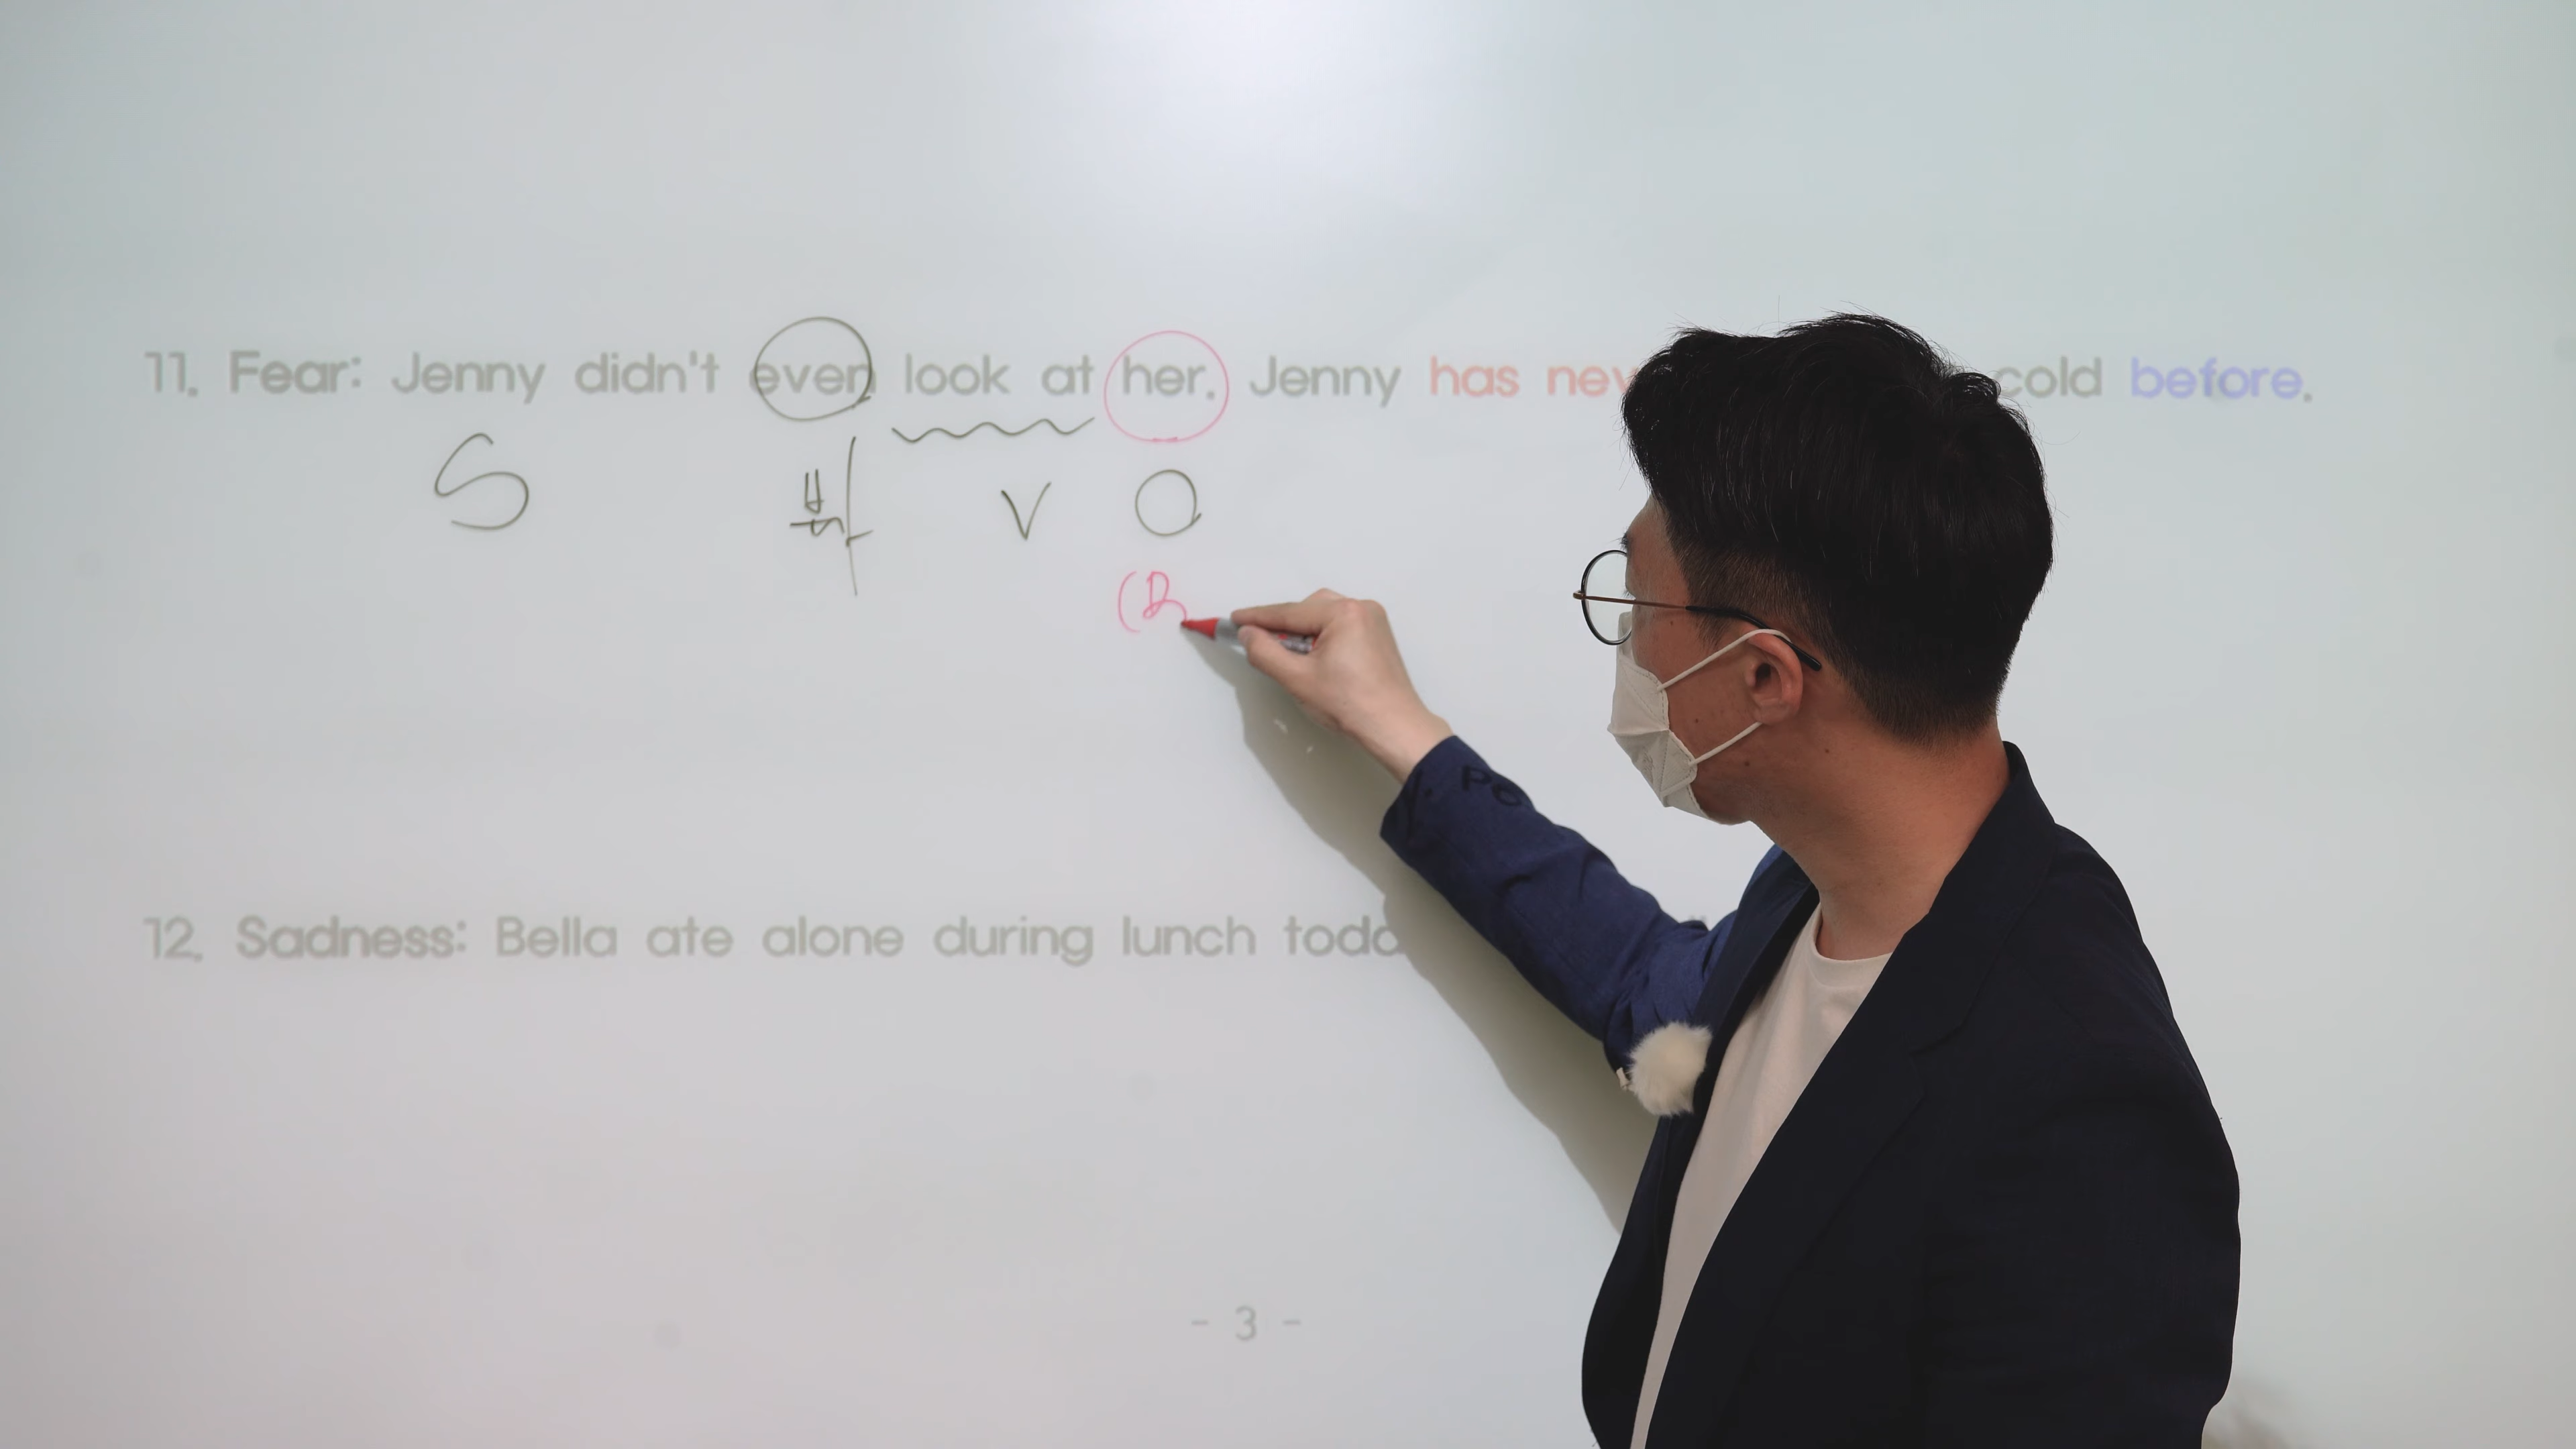 11. Fear: Jenny didn't even look at her. Jenny has nev cold before.
S 부 V O
(B
12. Sadness: Bella ate alone during lunch toda
- 3 -